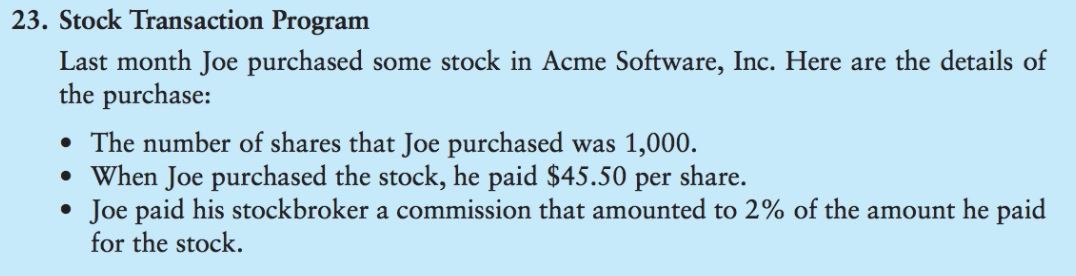 23. Stock Transaction Program
Last month Joe purchased some stock in Acme Software, Inc. Here are the details of
the purchase:
• The number of shares that Joe purchased was 1,000.
• When Joe purchased the stock, he paid $45.50 per share.
• Joe paid his stockbroker a commission that amounted to 2% of the amount he paid
for the stock.